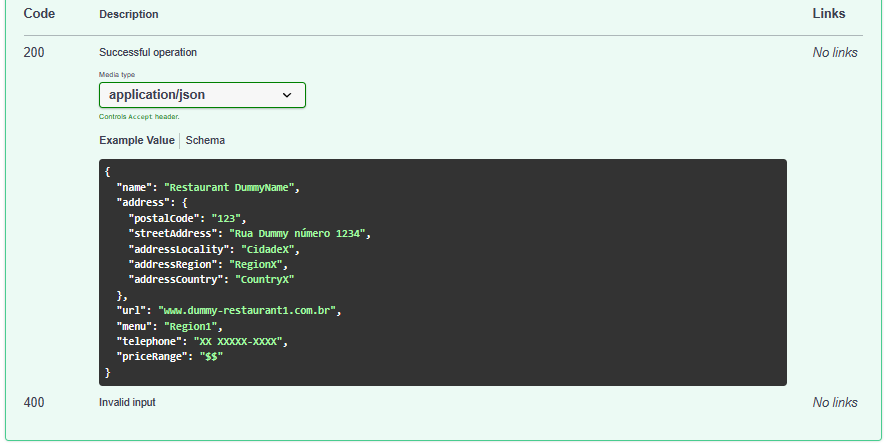 Code Description Links
200 Successful operation No links
Media type
application/json
Controls Accept header.
Example Value Schema
{
  "name": "Restaurant DummyName",
  "address": {
    "postalCode": "123",
    "streetAddress": "Rua Dummy número 1234",
    "addressLocality": "CidadeX",
    "addressRegion": "RegionX",
    "addressCountry": "CountryX"
  },
  "url": "www.dummy-restaurant1.com.br",
  "menu": "Region1",
  "telephone": "XX XXXXX-XXXX",
  "priceRange": "$$"
}
400 Invalid input No links